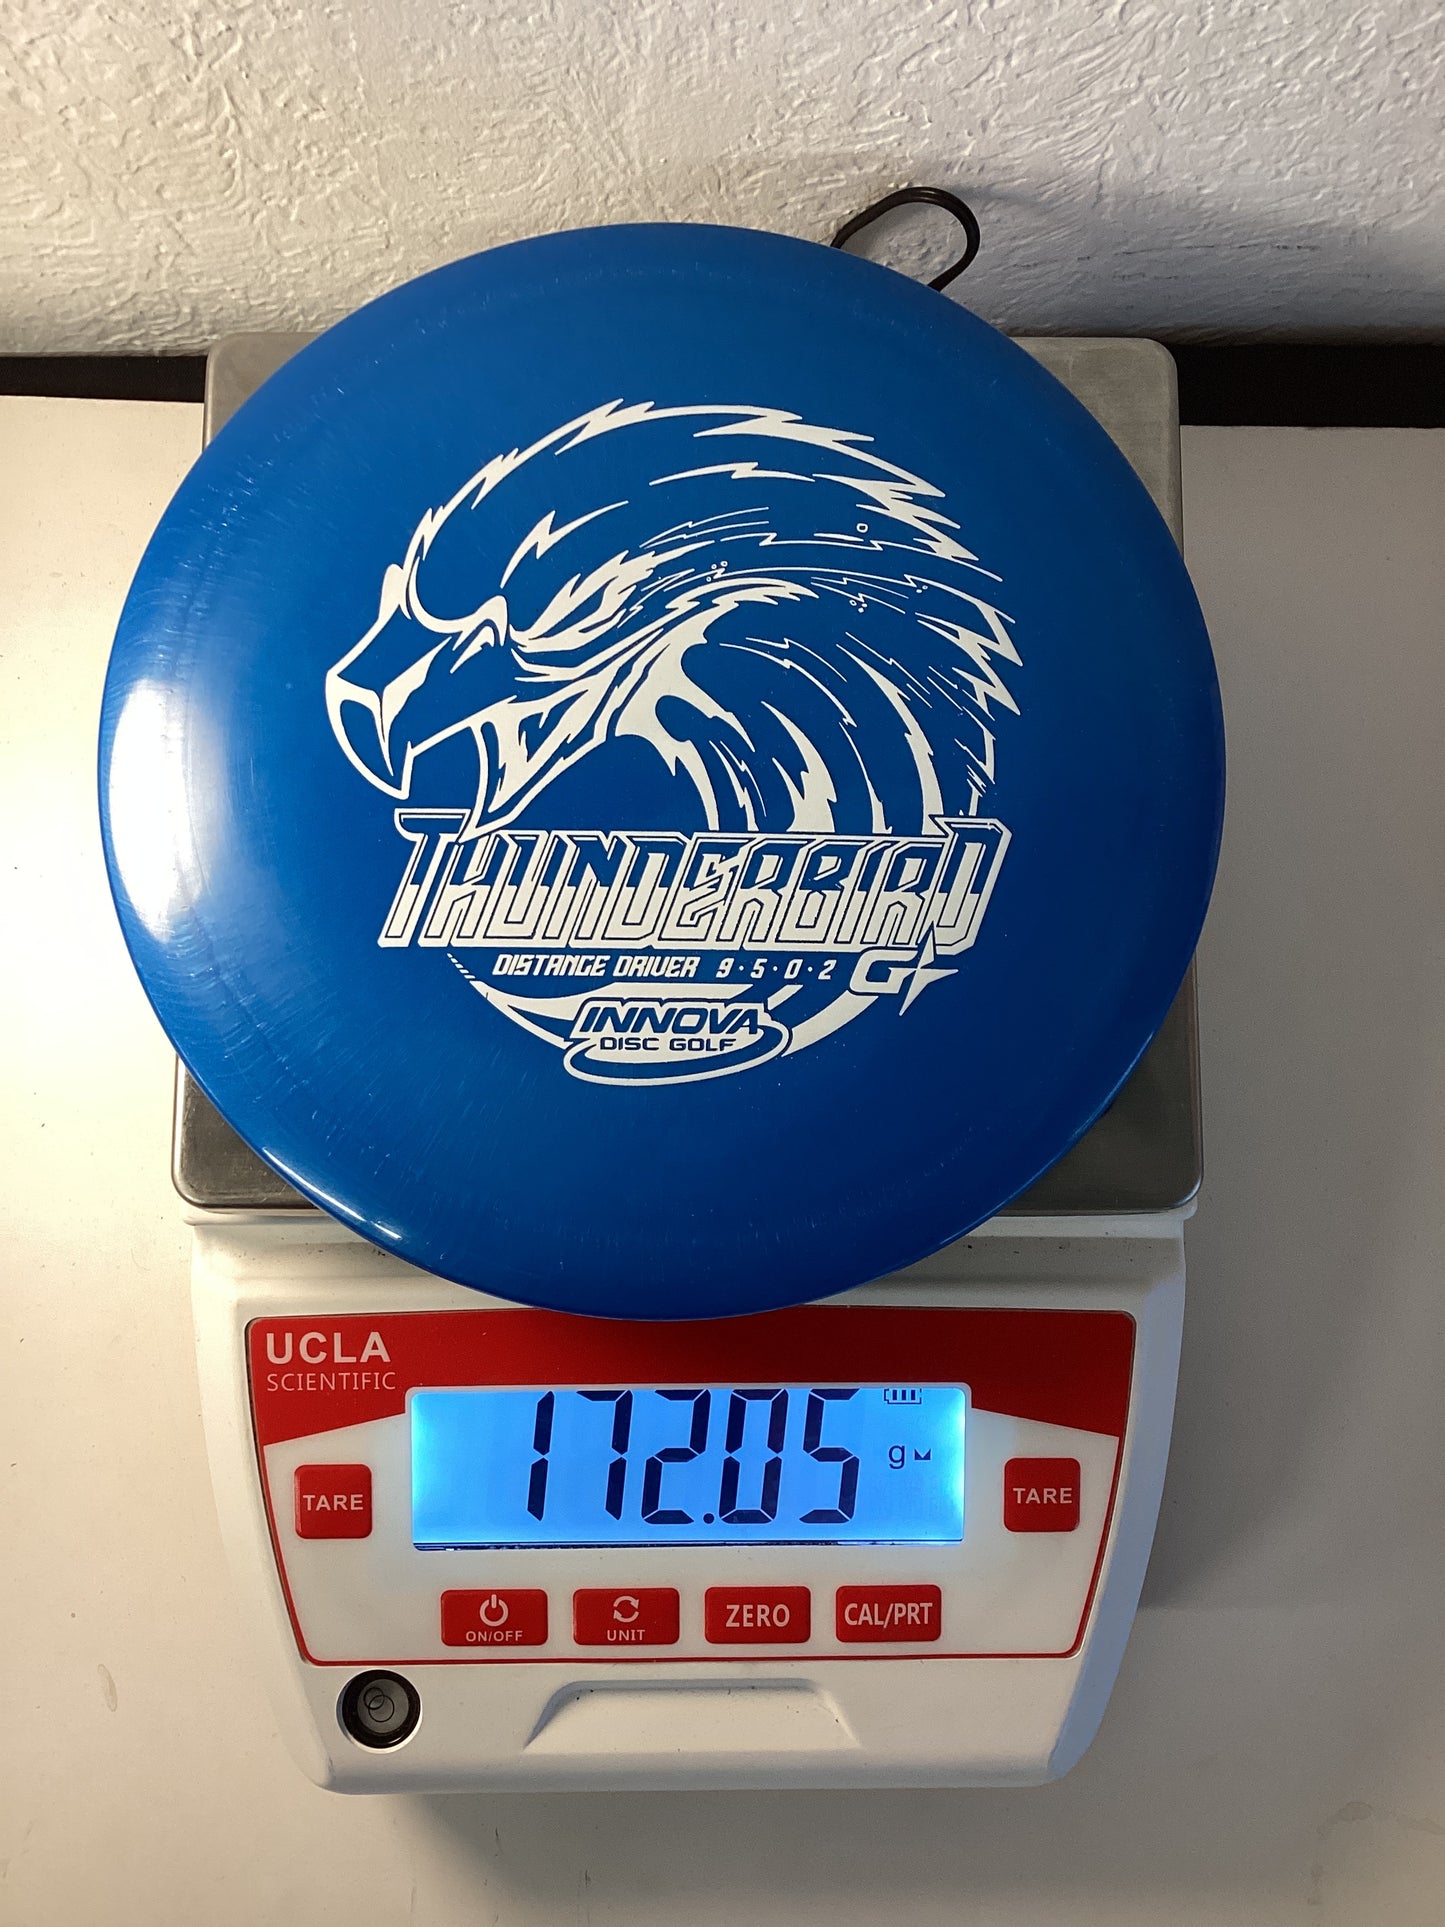 THUNDERBIRD
DISTANCE DRIVER 9·5·0·2 G
INNOVA
DISC GOLF
UCLA
SCIENTIFIC
172.05 g
TARE
TARE
ON/OFF
UNIT
ZERO
CAL/PRT